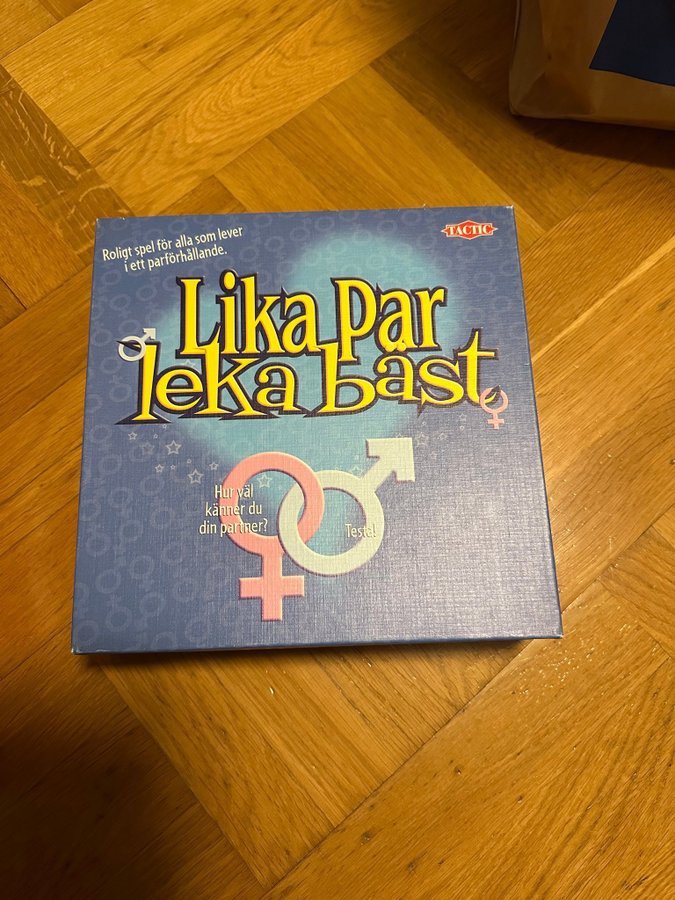 Roligt spel för alla som lever
i ett parförhållande.
TACTIC
Lika par
leka bäst
Hur väl
känner du
din partner?
Testa!